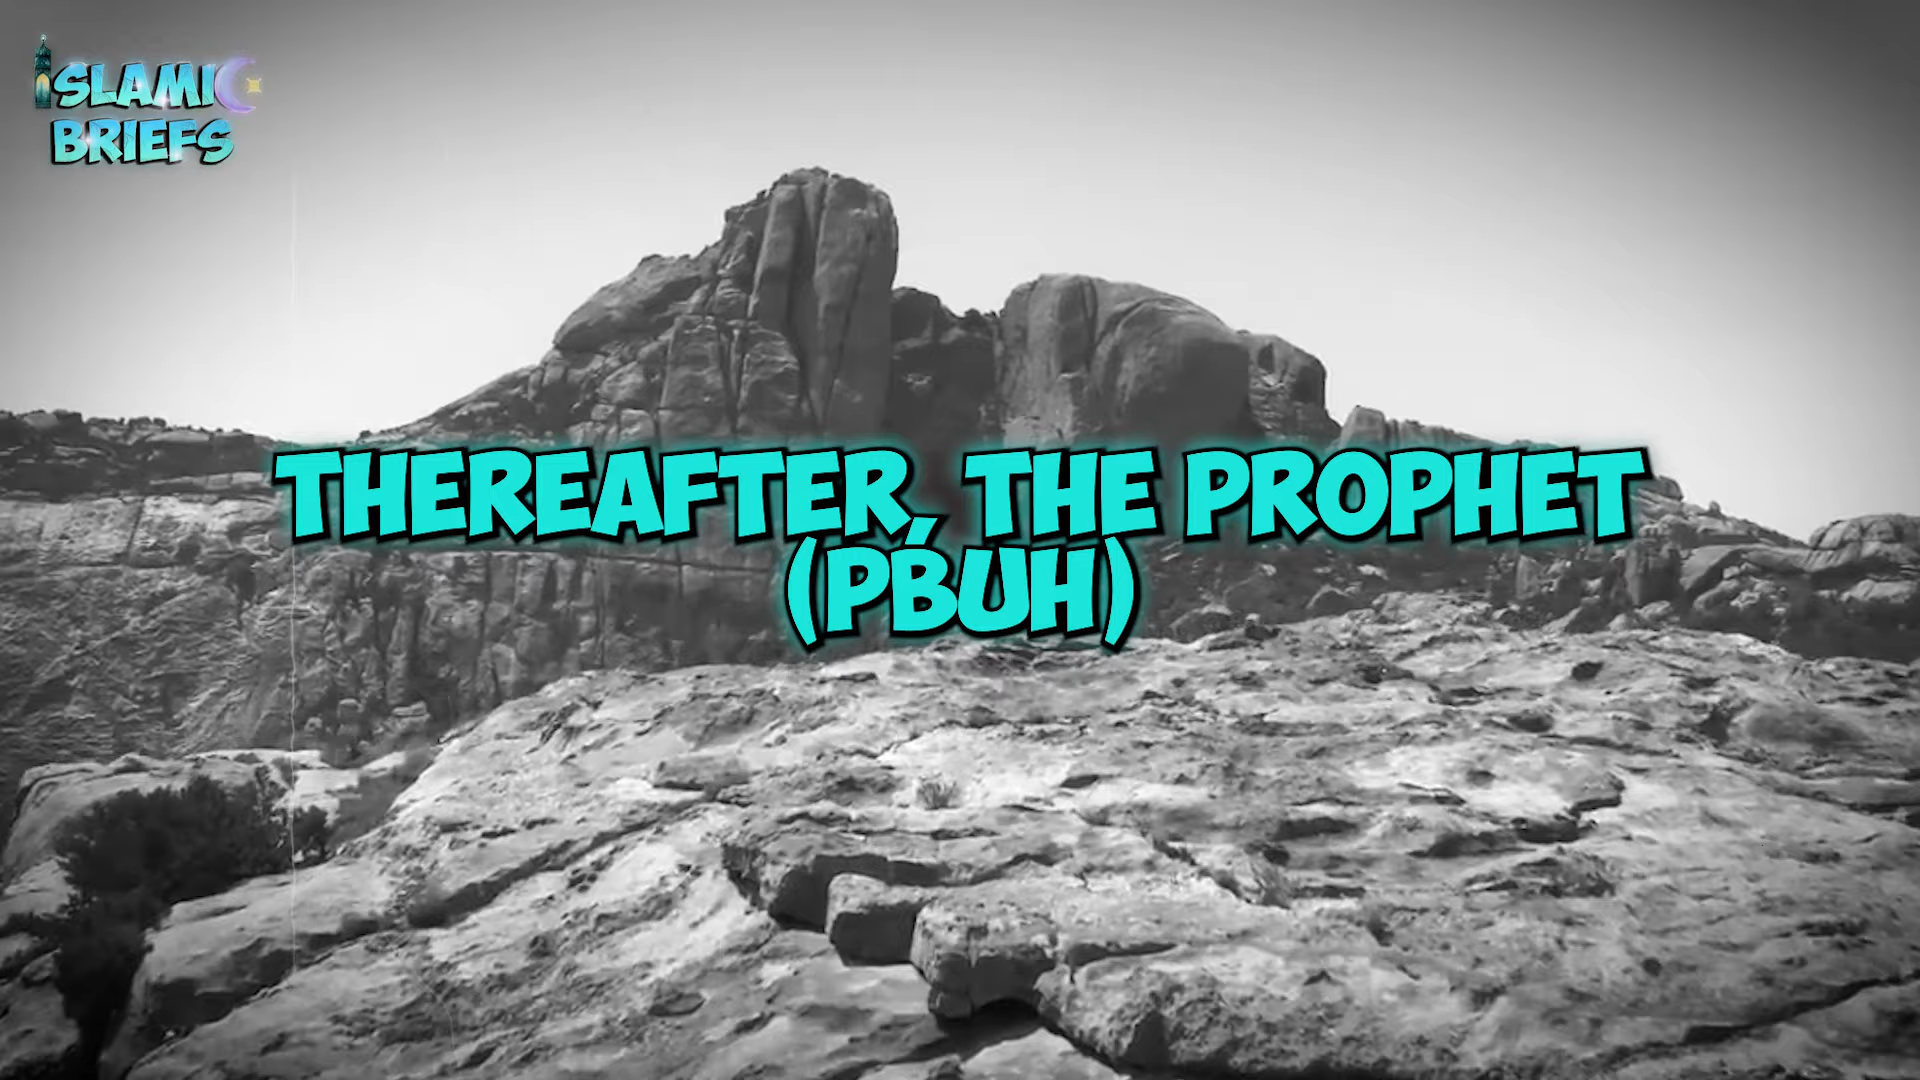 ISLAMIC
BRIEFS
THEREAFTER, THE PROPHET
(PBUH)